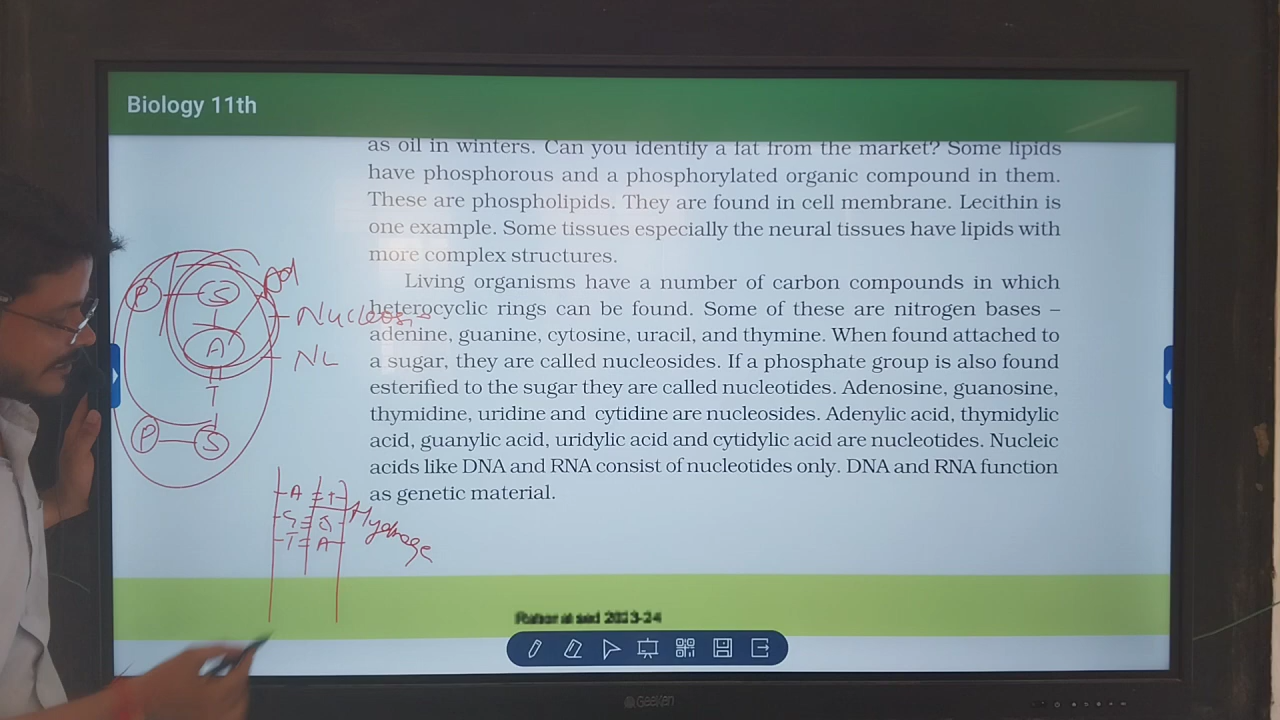 Biology 11th
as oil in winters. Can you identify a fat from the market? Some lipids
have phosphorous and a phosphorylated organic compound in them.
These are phospholipids. They are found in cell membrane. Lecithin is
one example. Some tissues especially the neural tissues have lipids with
more complex structures.
Living organisms have a number of carbon compounds in which
heterocyclic rings can be found. Some of these are nitrogen bases –
adenine, guanine, cytosine, uracil, and thymine. When found attached to
a sugar, they are called nucleosides. If a phosphate group is also found
esterified to the sugar they are called nucleotides. Adenosine, guanosine,
thymidine, uridine and cytidine are nucleosides. Adenylic acid, thymidylic
acid, guanylic acid, uridylic acid and cytidylic acid are nucleotides. Nucleic
acids like DNA and RNA consist of nucleotides only. DNA and RNA function
as genetic material.
P S
A
NL
T
P S
A T
T A
2023-24
GeeKen